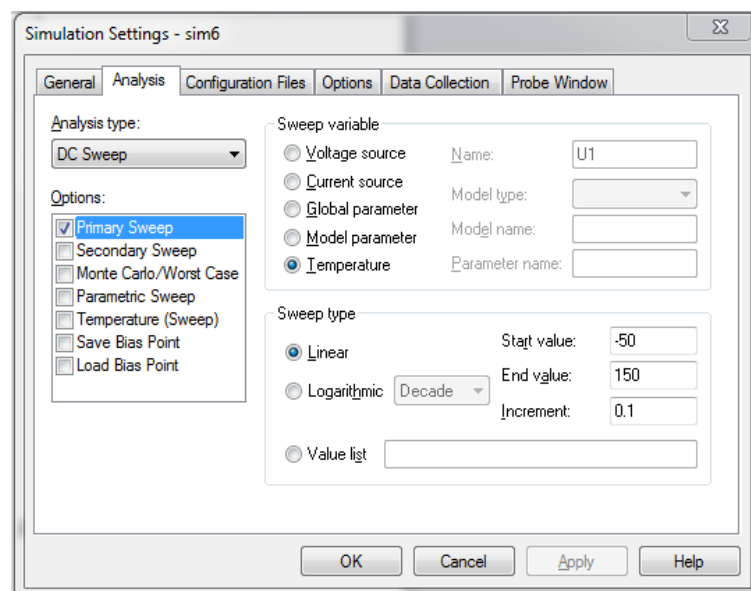 Simulation Settings - sim6
General Analysis Configuration Files Options Data Collection Probe Window
Analysis type:
DC Sweep
Options:
Primary Sweep
Secondary Sweep
Monte Carlo/Worst Case
Parametric Sweep
Temperature (Sweep)
Save Bias Point
Load Bias Point
Sweep variable
Voltage source
Current source
Global parameter
Model parameter
Temperature
Name: U1
Model type:
Model name:
Parameter name:
Sweep type
Linear
Logarithmic Decade
Value list
Start value: -50
End value: 150
Increment: 0.1
OK Cancel Apply Help